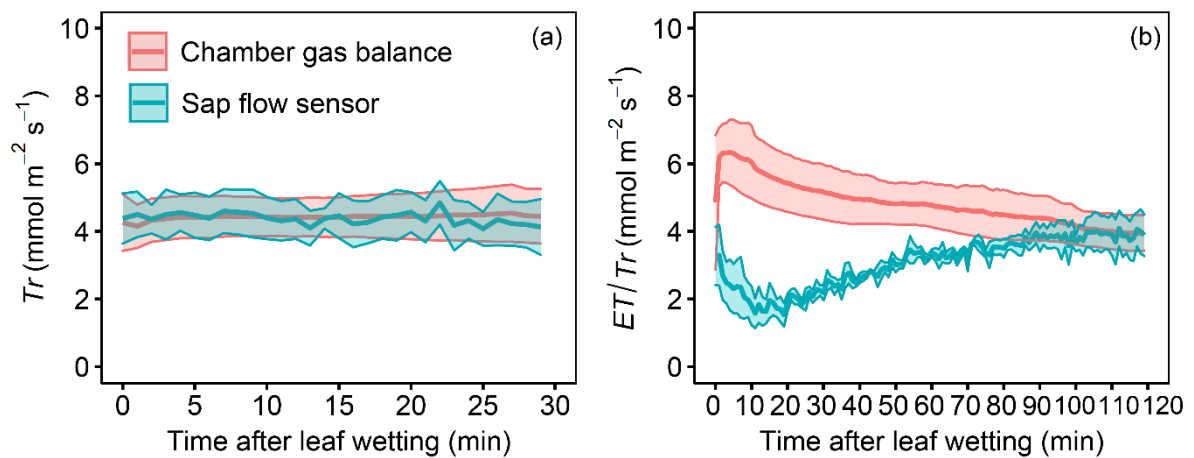 (a)
Chamber gas balance
Sap flow sensor
Tr (mmol m⁻² s⁻¹)
10
8
6
4
2
0
0 5 10 15 20 25 30
Time after leaf wetting (min)
(b)
ET/Tr (mmol m⁻² s⁻¹)
10
8
6
4
2
0
0 10 20 30 40 50 60 70 80 90 100 110 120
Time after leaf wetting (min)